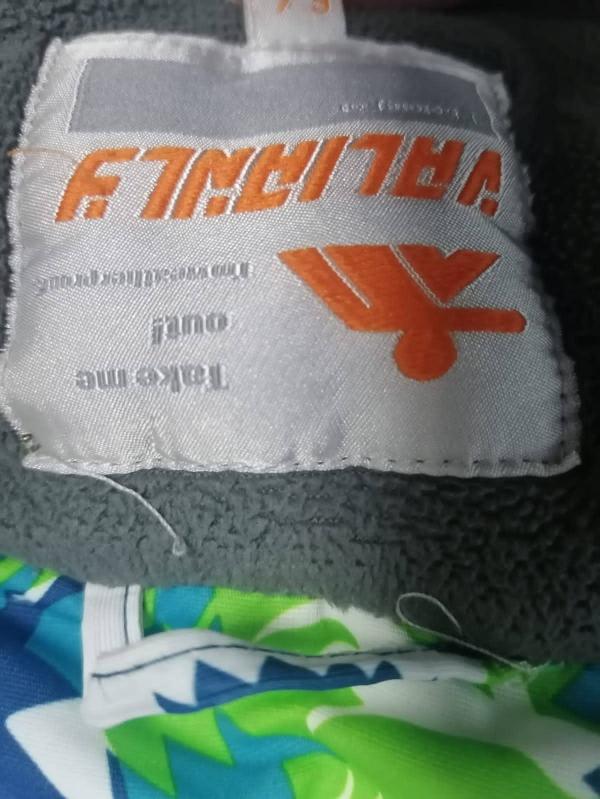 Take me
out!
I'm weatherproof
VALIANLY